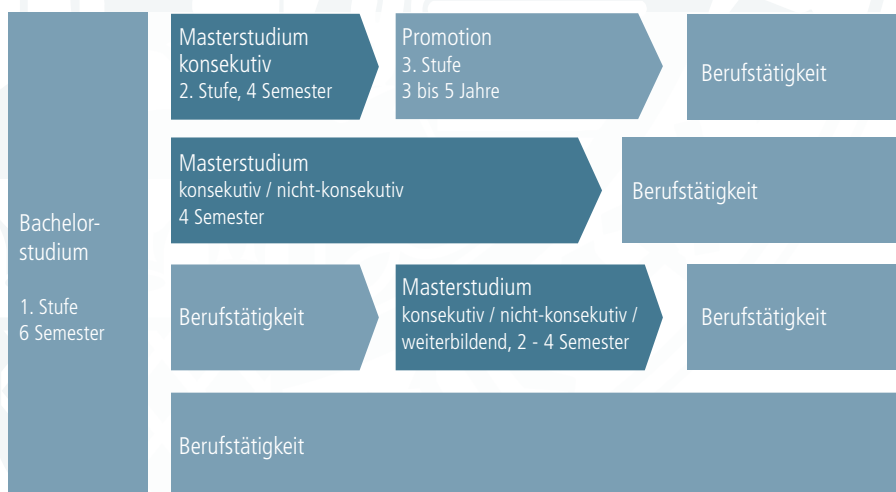 Bachelor-
studium
1. Stufe
6 Semester
Masterstudium
konsekutiv
2. Stufe, 4 Semester
Promotion
3. Stufe
3 bis 5 Jahre
Berufstätigkeit
Masterstudium
konsekutiv / nicht-konsekutiv
4 Semester
Berufstätigkeit
Berufstätigkeit
Masterstudium
konsekutiv / nicht-konsekutiv /
weiterbildend, 2 - 4 Semester
Berufstätigkeit
Berufstätigkeit